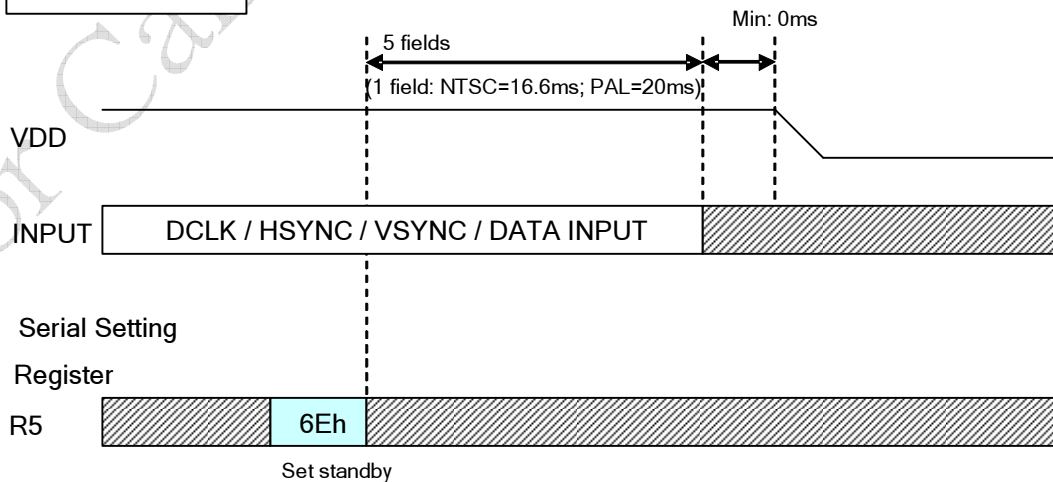 Min: 0ms
5 fields
(1 field: NTSC=16.6ms; PAL=20ms)
VDD
INPUT
DCLK / HSYNC / VSYNC / DATA INPUT
Serial Setting
Register
R5
6Eh
Set standby
or